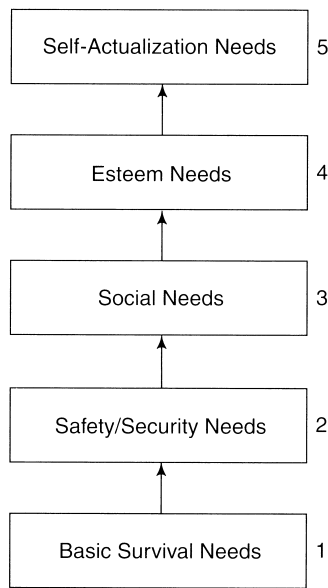 Self-Actualization Needs 5
Esteem Needs 4
Social Needs 3
Safety/Security Needs 2
Basic Survival Needs 1